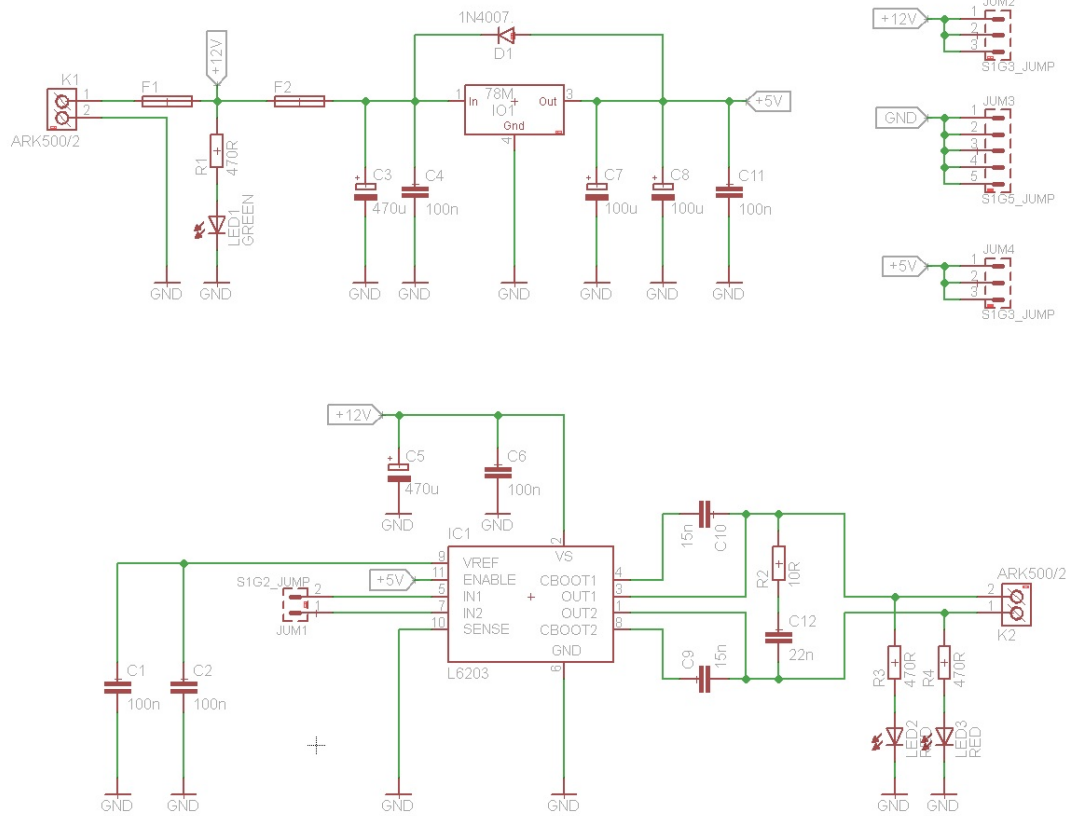 1N4007
D1
K1
1
2
ARK500/2
F1
+12V
F2
R1
470R
LED1
GREEN
GND
GND
C3
470u
GND
C4
100n
GND
1
In
78M
IO1
Gnd
Out
3
4
GND
C7
100u
GND
C8
100u
GND
C11
100n
GND
+5V
+12V
JUM2
1
2
3
S1G3_JUMP
GND
JUM3
1
2
3
4
5
S1G5_JUMP
+5V
JUM4
1
2
3
S1G3_JUMP
+12V
C5
470u
GND
C6
100n
GND
IC1
2
VS
9
VREF
+5V
11
ENABLE
5
IN1
7
IN2
10
SENSE
CBOOT1
4
OUT1
3
OUT2
1
CBOOT2
8
GND
6
L6203
S1G2_JUMP
2
1
JUM1
C1
100n
GND
C2
100n
GND
GND
GND
15n
C10
R2
10R
C12
22n
C9
15n
ARK500/2
2
1
K2
R3
470R
R4
470R
LED2
RED
LED3
RED
GND
GND